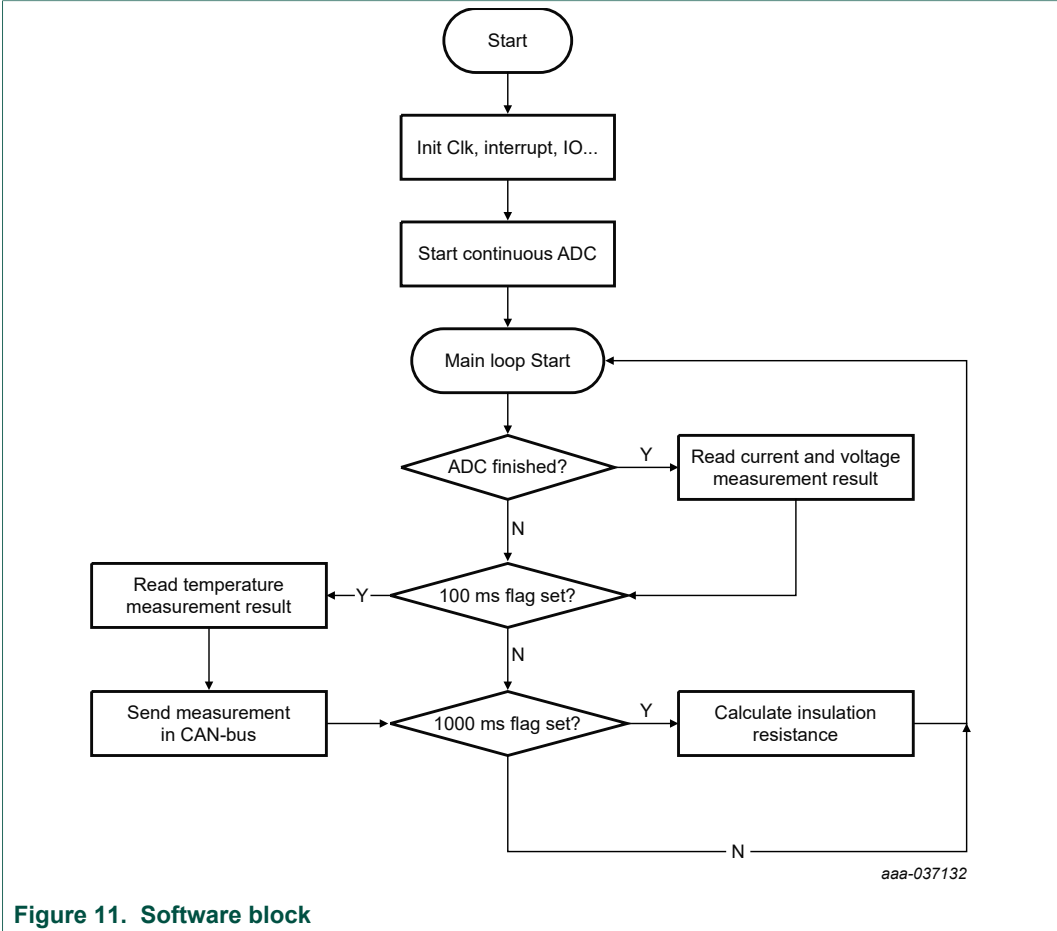 Start
Init Clk, interrupt, IO...
Start continuous ADC
Main loop Start
ADC finished?
Y
Read current and voltage
measurement result
N
Read temperature
measurement result
Y
100 ms flag set?
N
Send measurement
in CAN-bus
1000 ms flag set?
Y
Calculate insulation
resistance
N
aaa-037132
Figure 11. Software block